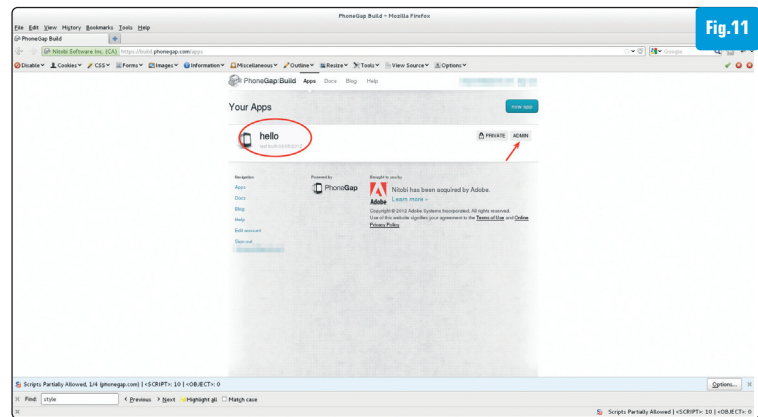 PhoneGap Build - Mozilla Firefox
Fig.11
File Edit View History Bookmarks Tools Help
PhoneGap Build
Nitobi Software Inc. (CA) https://build.phonegap.com/apps
Google
Disable Cookies CSS Forms Images Information Miscellaneous Outline Resize Tools View Source Options
PhoneGap:Build Apps Docs Blog Help
Your Apps
new app
hello
PRIVATE ADMIN
Navigation
Apps
Docs
Blog
Help
Edit account
Sign out
Powered by
PhoneGap
Brought to you by
Adobe
Nitobi has been acquired by Adobe.
Learn more »
Copyright © 2012 Adobe Systems Incorporated. All rights reserved.
Use of this website signifies your agreement to the Terms of Use and Online
Privacy Policy.
Scripts Partially Allowed, 1/4 (phonegap.com) | <SCRIPT>: 10 | <OBJECT>: 0
Options...
Find: style Previous Next Highlight all Match case
Scripts Partially Allowed | <SCRIPT>: 10 | <OBJECT>: 0